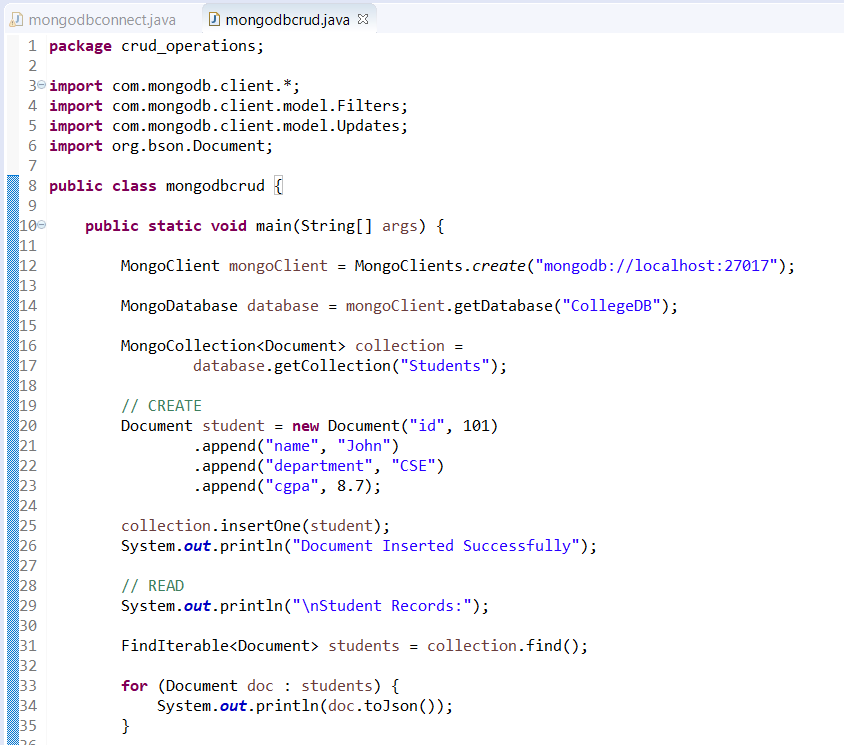 mongodbconnect.java mongodbcrud.java
1 package crud_operations;
2
3 import com.mongodb.client.*;
4 import com.mongodb.client.model.Filters;
5 import com.mongodb.client.model.Updates;
6 import org.bson.Document;
7
8 public class mongodbcrud {
9
10 public static void main(String[] args) {
11
12 MongoClient mongoClient = MongoClients.create("mongodb://localhost:27017");
13
14 MongoDatabase database = mongoClient.getDatabase("CollegeDB");
15
16 MongoCollection<Document> collection =
17 database.getCollection("Students");
18
19 // CREATE
20 Document student = new Document("id", 101)
21 .append("name", "John")
22 .append("department", "CSE")
23 .append("cgpa", 8.7);
24
25 collection.insertOne(student);
26 System.out.println("Document Inserted Successfully");
27
28 // READ
29 System.out.println("\nStudent Records:");
30
31 FindIterable<Document> students = collection.find();
32
33 for (Document doc : students) {
34 System.out.println(doc.toJson());
35 }
36